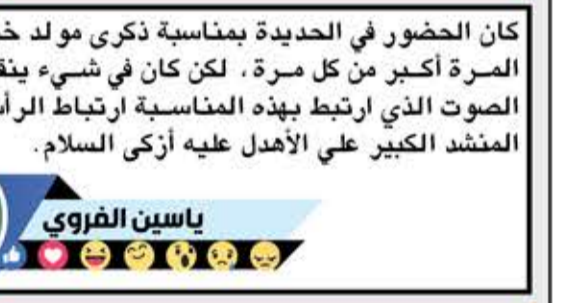 كان الحضور في الحديدة بمناسبة ذكرى مولد
المـرة أكـبر من كل مـرة، لكن كان في شـيء
الصوت الذي ارتبط بهذه المناسـبة ارتباط
المنشد الكبير علي الأهدل عليه أزكى السلام.
ياسين الفروي